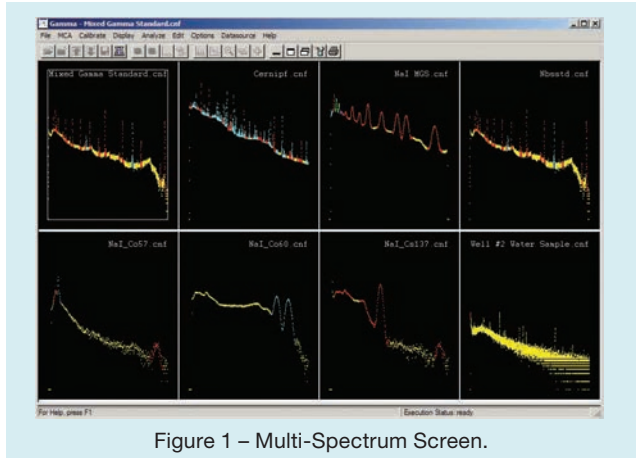 Gamma - Mixed Gamma Standard.cnf
File MCA Calibrate Display Analyze Edit Options Datasource Help
Mixed Gamma Standard.cnf
Cernipf.cnf
NaI MGS.cnf
Nbsstd.cnf
NaI_Co57.cnf
NaI_Co60.cnf
NaI_Cs137.cnf
Well #2 Water Sample.cnf
For Help, press F1
Execution Status: ready
Figure 1 – Multi-Spectrum Screen.